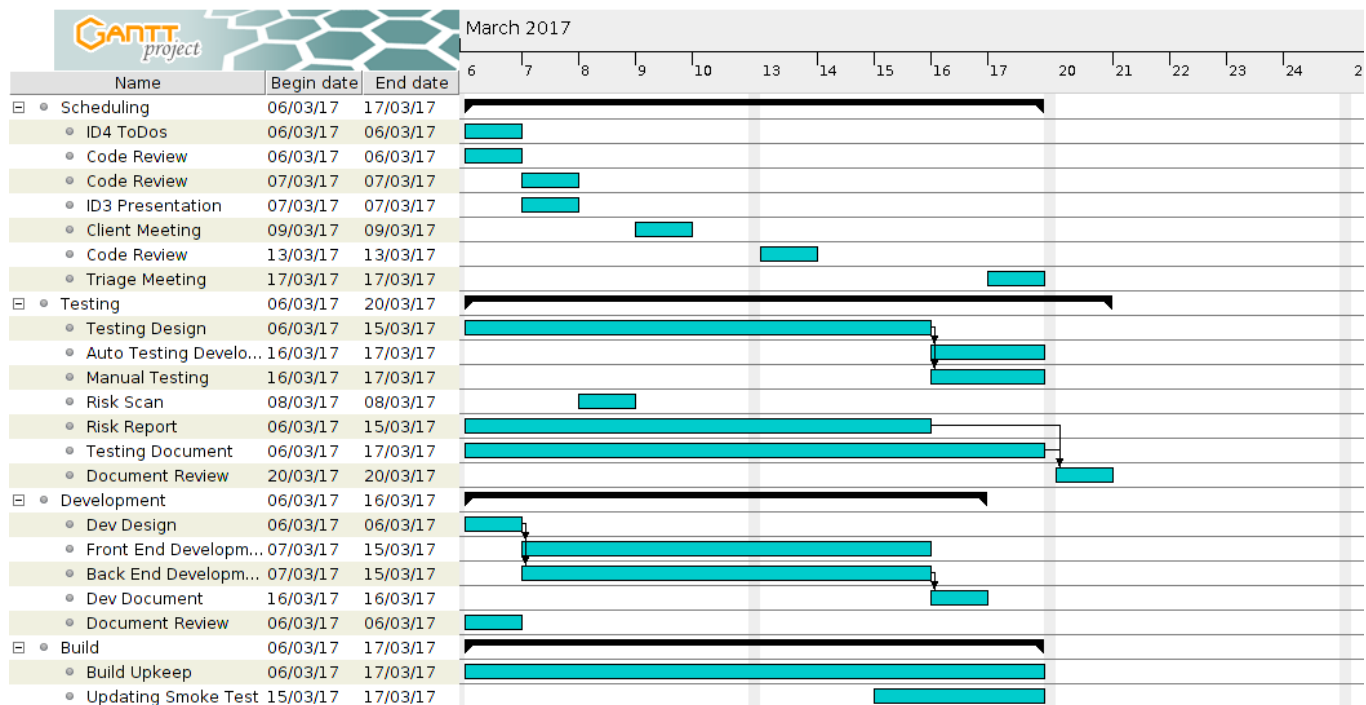 GANTT project
March 2017
6 7 8 9 10 13 14 15 16 17 20 21 22 23 24 2
Name Begin date End date
Scheduling 06/03/17 17/03/17
ID4 ToDos 06/03/17 06/03/17
Code Review 06/03/17 06/03/17
Code Review 07/03/17 07/03/17
ID3 Presentation 07/03/17 07/03/17
Client Meeting 09/03/17 09/03/17
Code Review 13/03/17 13/03/17
Triage Meeting 17/03/17 17/03/17
Testing 06/03/17 20/03/17
Testing Design 06/03/17 15/03/17
Auto Testing Develo... 16/03/17 17/03/17
Manual Testing 16/03/17 17/03/17
Risk Scan 08/03/17 08/03/17
Risk Report 06/03/17 15/03/17
Testing Document 06/03/17 17/03/17
Document Review 20/03/17 20/03/17
Development 06/03/17 16/03/17
Dev Design 06/03/17 06/03/17
Front End Developm... 07/03/17 15/03/17
Back End Developm... 07/03/17 15/03/17
Dev Document 16/03/17 16/03/17
Document Review 06/03/17 06/03/17
Build 06/03/17 17/03/17
Build Upkeep 06/03/17 17/03/17
Updating Smoke Test 15/03/17 17/03/17